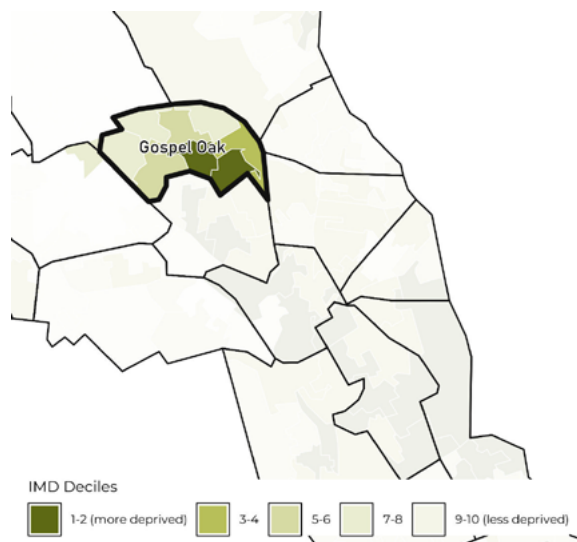 Gospel Oak
IMD Deciles
1-2 (more deprived) 3-4 5-6 7-8 9-10 (less deprived)